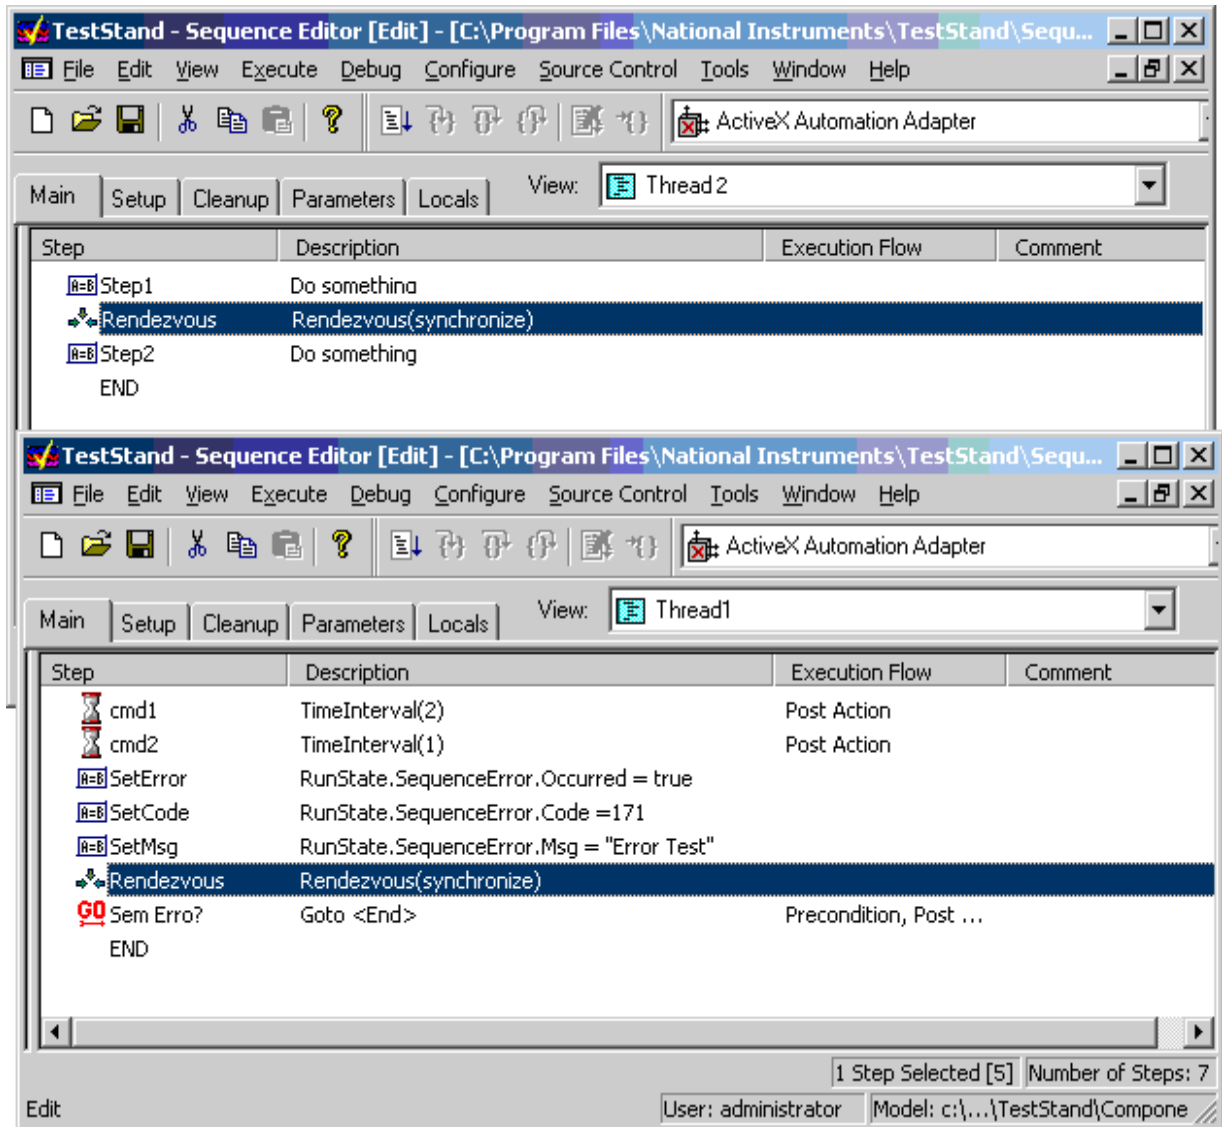 TestStand - Sequence Editor [Edit] - [C:\Program Files\National Instruments\TestStand\Sequ...
File Edit View Execute Debug Configure Source Control Tools Window Help
ActiveX Automation Adapter
Main Setup Cleanup Parameters Locals View: Thread 2
Step Description Execution Flow Comment
A=B Step1 Do something
Rendezvous Rendezvous(synchronize)
A=B Step2 Do something
END
TestStand - Sequence Editor [Edit] - [C:\Program Files\National Instruments\TestStand\Sequ...
File Edit View Execute Debug Configure Source Control Tools Window Help
ActiveX Automation Adapter
Main Setup Cleanup Parameters Locals View: Thread1
Step Description Execution Flow Comment
cmd1 TimeInterval(2) Post Action
cmd2 TimeInterval(1) Post Action
A=B SetError RunState.SequenceError.Occurred = true
A=B SetCode RunState.SequenceError.Code =171
A=B SetMsg RunState.SequenceError.Msg = "Error Test"
Rendezvous Rendezvous(synchronize)
GO Sem Erro? Goto <End> Precondition, Post ...
END
1 Step Selected [5] Number of Steps: 7
Edit User: administrator Model: c:\...\TestStand\Compone